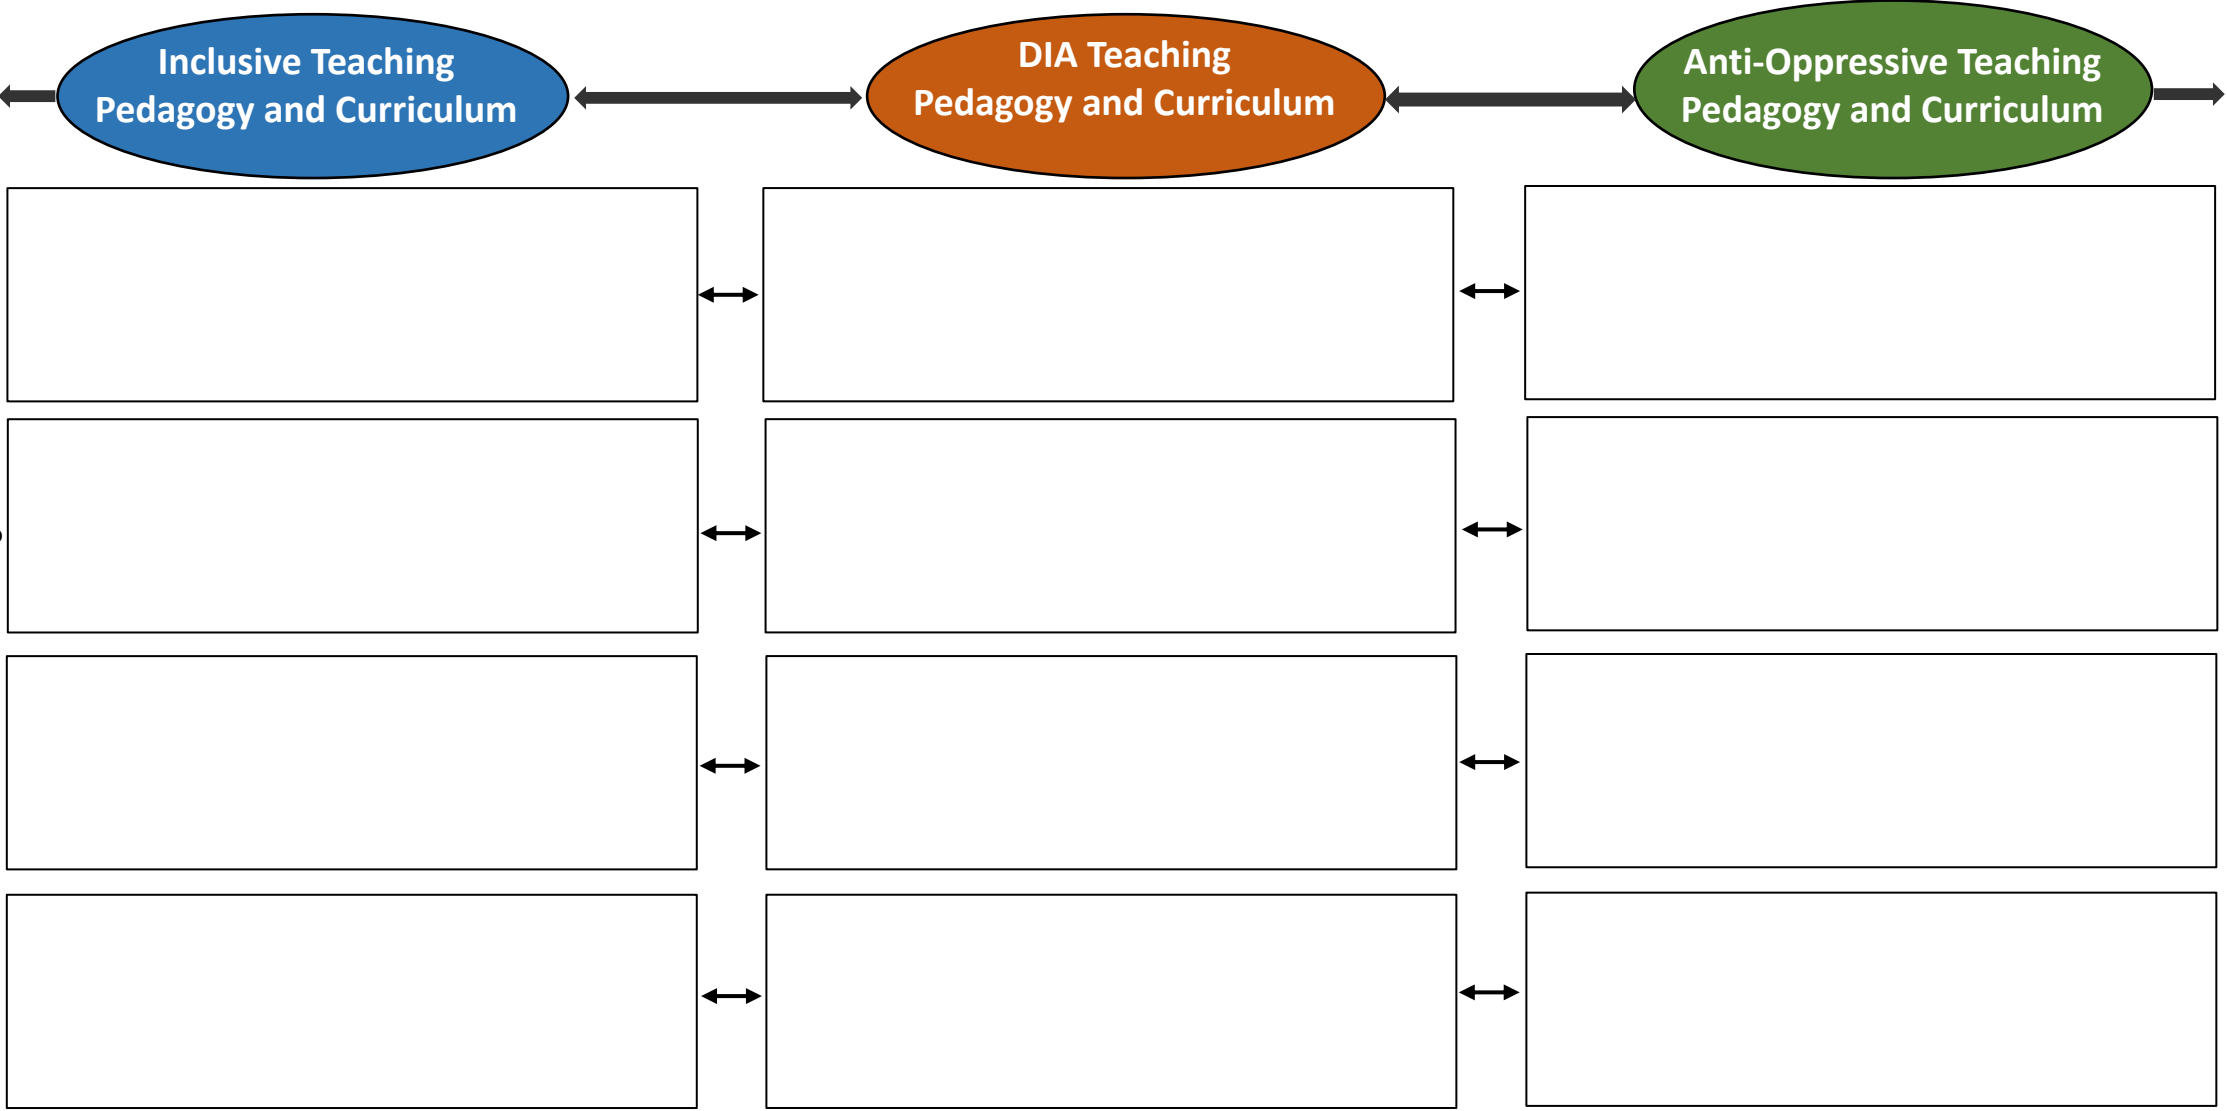 Inclusive Teaching
Pedagogy and Curriculum
DIA Teaching
Pedagogy and Curriculum
Anti-Oppressive Teaching
Pedagogy and Curriculum